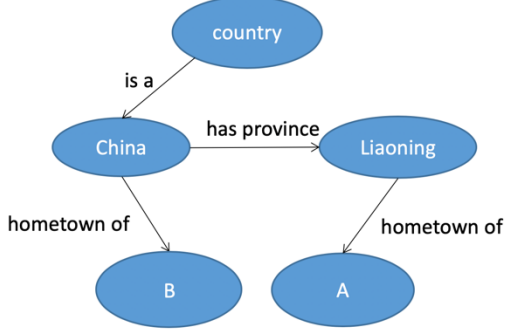 country
is a
China
has province
Liaoning
hometown of
hometown of
B
A